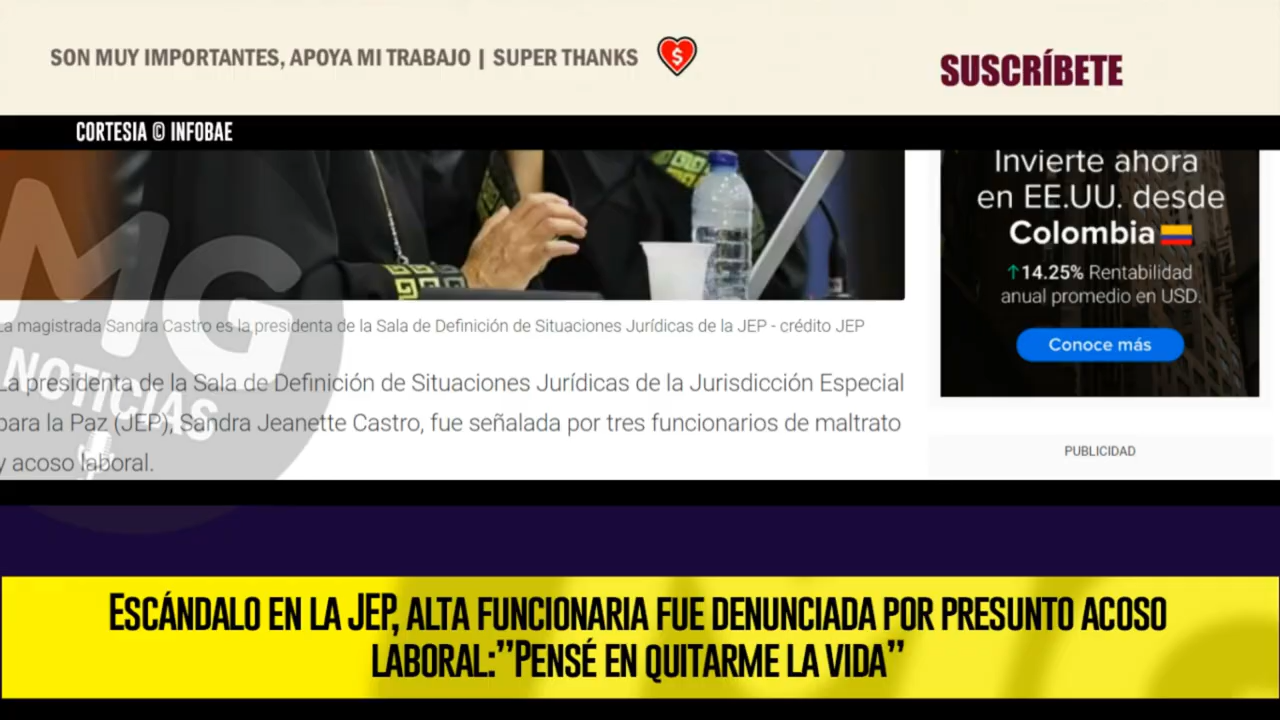 SON MUY IMPORTANTES, APOYA MI TRABAJO | SUPER THANKS
$
SUSCRÍBETE
CORTESIA © INFOBAE
Invierte ahora
en EE.UU. desde
Colombia
↑14.25% Rentabilidad
anual promedio en USD.
Conoce más
PUBLICIDAD
MG
NOTICIAS
La magistrada Sandra Castro es la presidenta de la Sala de Definición de Situaciones Jurídicas de la JEP - crédito JEP
La presidenta de la Sala de Definición de Situaciones Jurídicas de la Jurisdicción Especial
para la Paz (JEP), Sandra Jeanette Castro, fue señalada por tres funcionarios de maltrato
y acoso laboral.
ESCÁNDALO EN LA JEP, ALTA FUNCIONARIA FUE DENUNCIADA POR PRESUNTO ACOSO
LABORAL:”PENSÉ EN QUITARME LA VIDA”